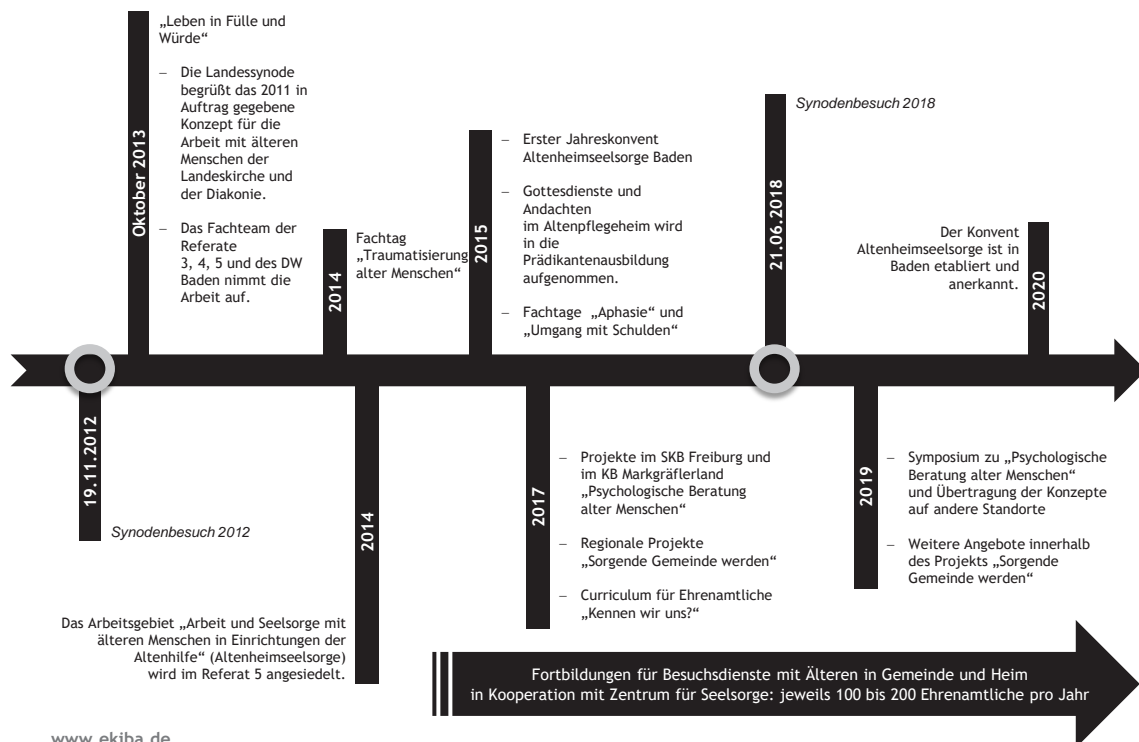 „Leben in Fülle und
Würde“
– Die Landessynode
begrüßt das 2011 in
Auftrag gegebene
Konzept für die
Arbeit mit älteren
Menschen der
Landeskirche und
der Diakonie.
– Das Fachteam der
Referate
3, 4, 5 und des DW
Baden nimmt die
Arbeit auf.
Oktober 2013
Fachtag
„Traumatisierung
alter Menschen“
2014
– Erster Jahreskonvent
Altenheimseelsorge Baden
– Gottesdienste und
Andachten
im Altenpflegeheim wird
in die
Prädikantenausbildung
aufgenommen.
– Fachtage „Aphasie“ und
„Umgang mit Schulden“
2015
Synodenbesuch 2018
21.06.2018
Der Konvent
Altenheimseelsorge ist in
Baden etabliert und
anerkannt.
2020
19.11.2012
Synodenbesuch 2012
2014
Das Arbeitsgebiet „Arbeit und Seelsorge mit
älteren Menschen in Einrichtungen der
Altenhilfe“ (Altenheimseelsorge)
wird im Referat 5 angesiedelt.
2017
– Projekte im SKB Freiburg und
im KB Markgräflerland
„Psychologische Beratung
alter Menschen“
– Regionale Projekte
„Sorgende Gemeinde werden“
– Curriculum für Ehrenamtliche
„Kennen wir uns?“
2019
– Symposium zu „Psychologische
Beratung alter Menschen“
und Übertragung der Konzepte
auf andere Standorte
– Weitere Angebote innerhalb
des Projekts „Sorgende
Gemeinde werden“
Fortbildungen für Besuchsdienste mit Älteren in Gemeinde und Heim
in Kooperation mit Zentrum für Seelsorge: jeweils 100 bis 200 Ehrenamtliche pro Jahr
www.ekiba.de